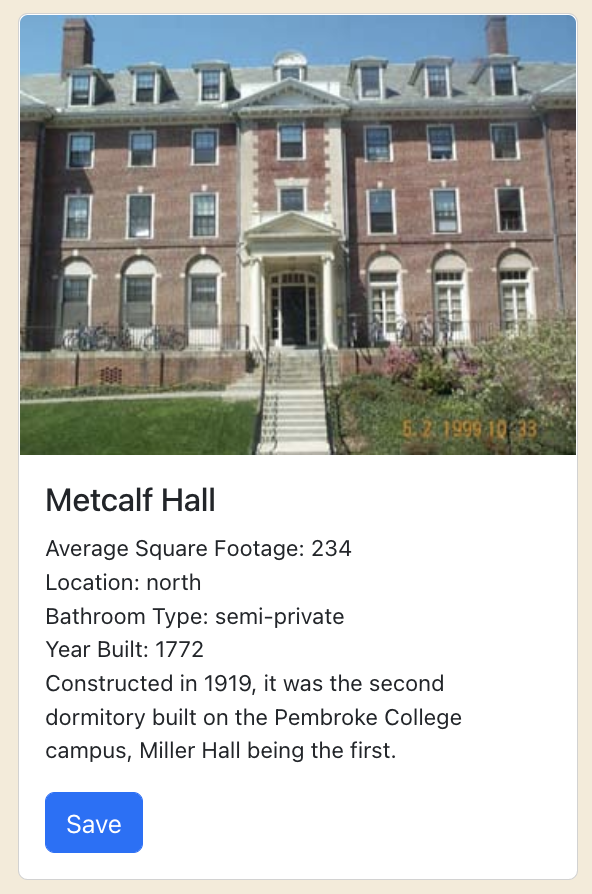 5. 2. 1999 10 33
Metcalf Hall
Average Square Footage: 234
Location: north
Bathroom Type: semi-private
Year Built: 1772
Constructed in 1919, it was the second
dormitory built on the Pembroke College
campus, Miller Hall being the first.
Save